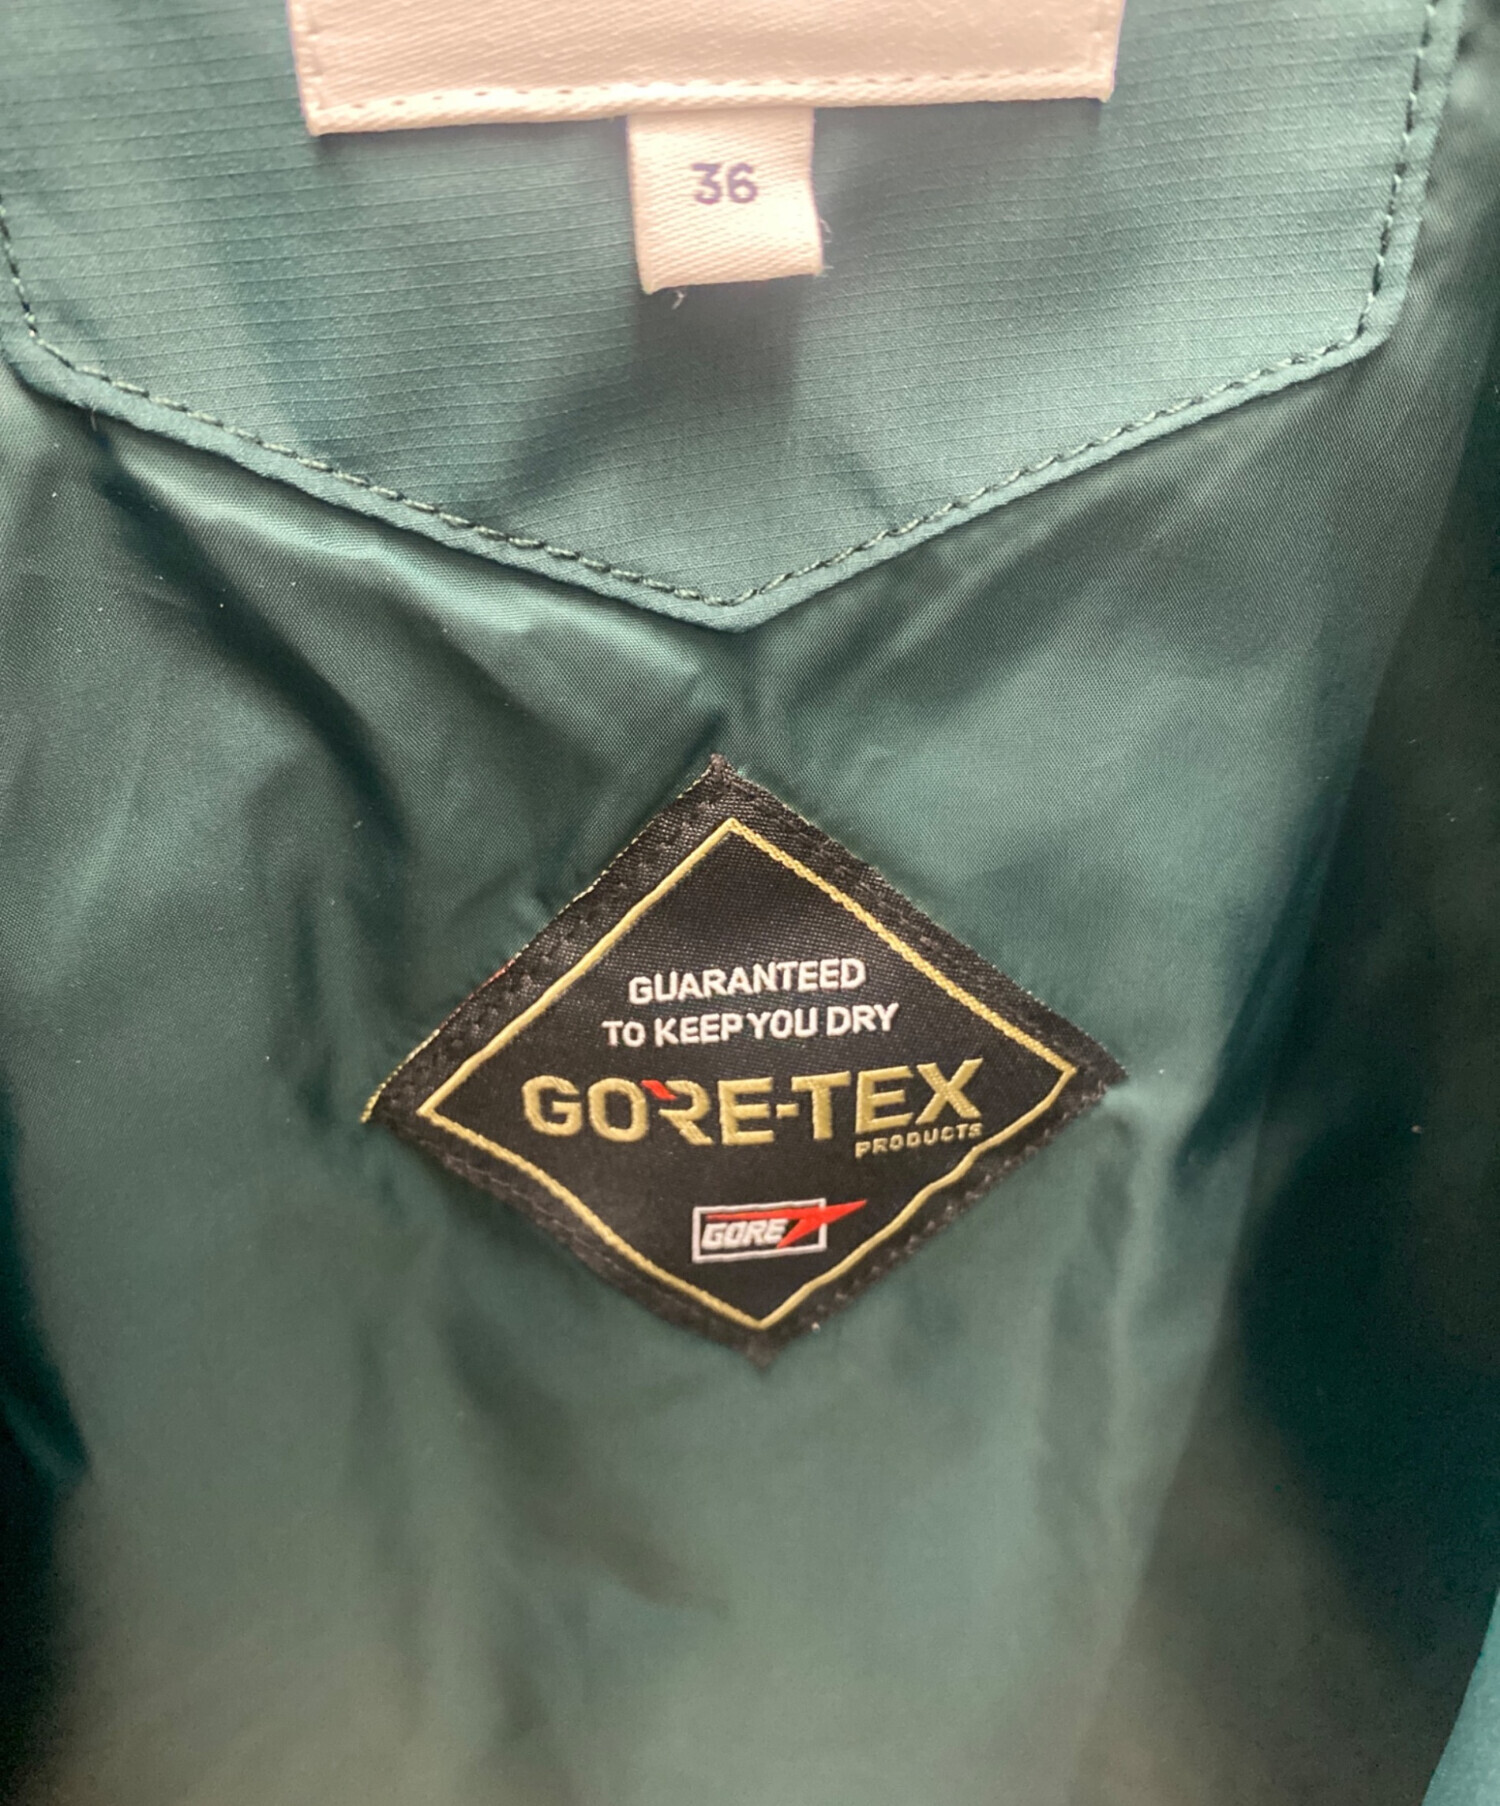 36
GUARANTEED
TO KEEP YOU DRY
GORE-TEX
PRODUCTS
GORE